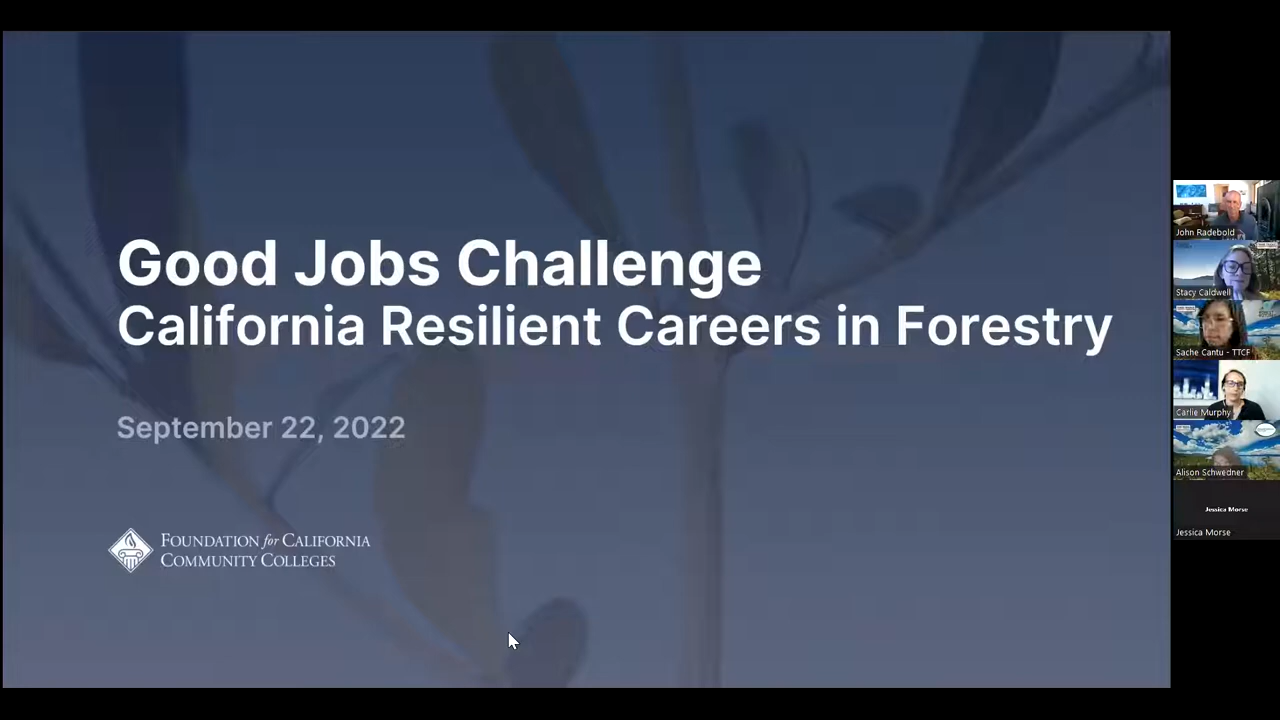 Good Jobs Challenge
California Resilient Careers in Forestry
September 22, 2022
FOUNDATION for CALIFORNIA
COMMUNITY COLLEGES
John Radebold
Stacy Caldwell
Sache Cantu - TTCF
Carlie Murphy
Alison Schwedner
Jessica Morse
Jessica Morse